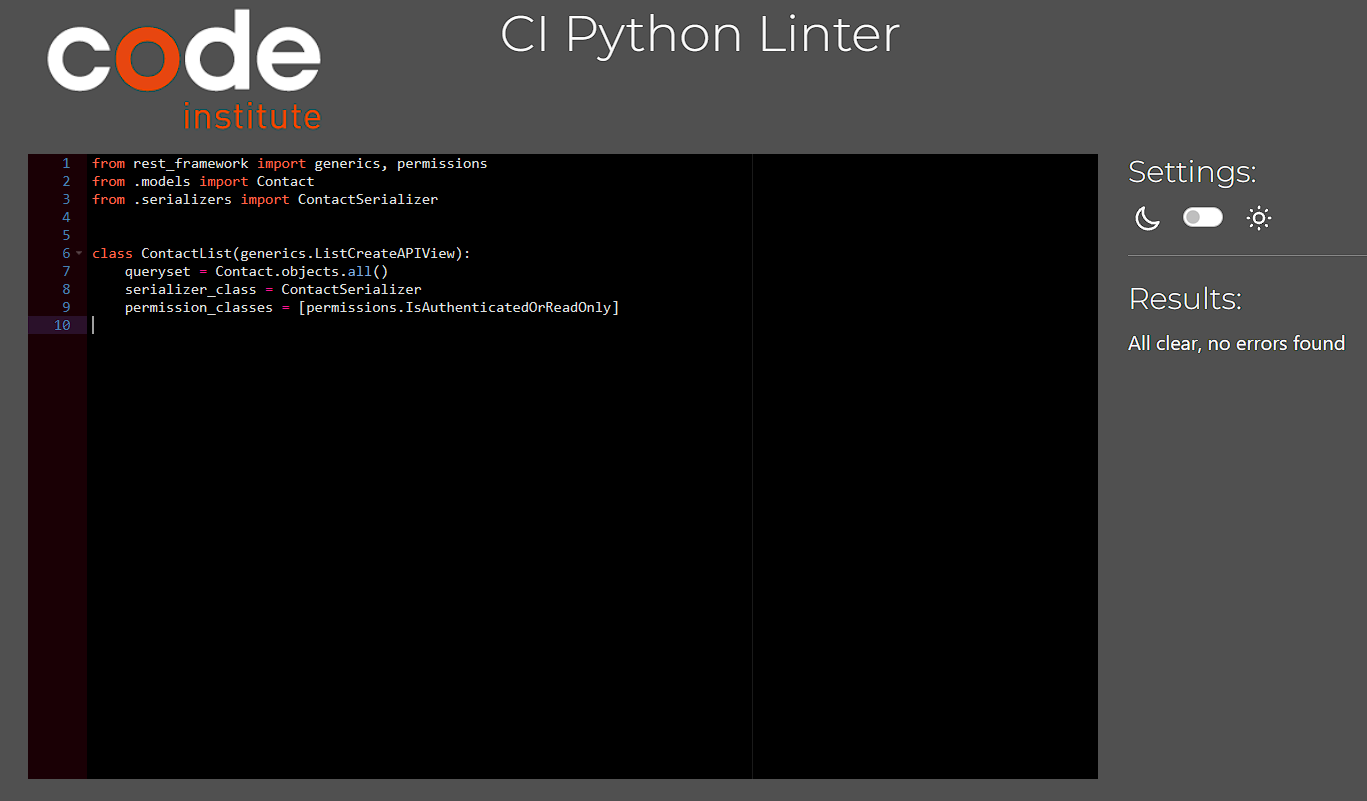 code
institute
CI Python Linter
1 from rest_framework import generics, permissions
2 from .models import Contact
3 from .serializers import ContactSerializer
4
5
6 class ContactList(generics.ListCreateAPIView):
7     queryset = Contact.objects.all()
8     serializer_class = ContactSerializer
9     permission_classes = [permissions.IsAuthenticatedOrReadOnly]
10
Settings:
Results:
All clear, no errors found